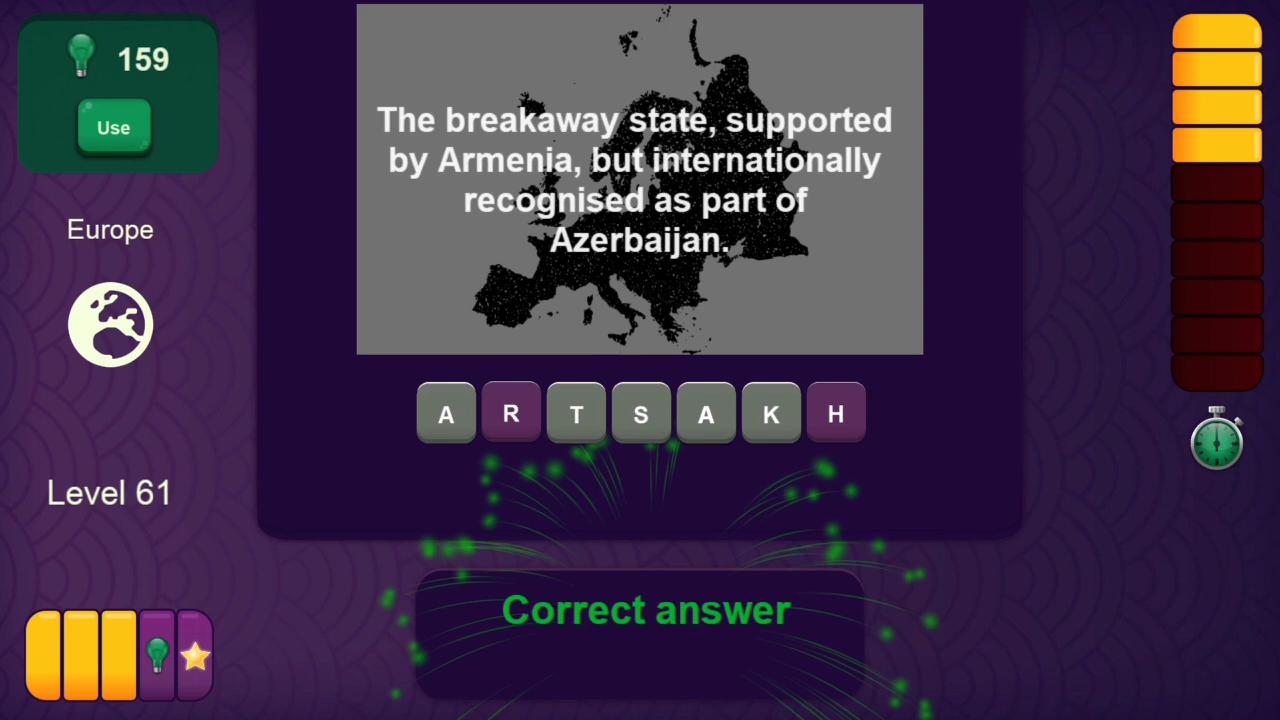 159
Use
Europe
Level 61
The breakaway state, supported
by Armenia, but internationally
recognised as part of
Azerbaijan.
A R T S A K H
Correct answer